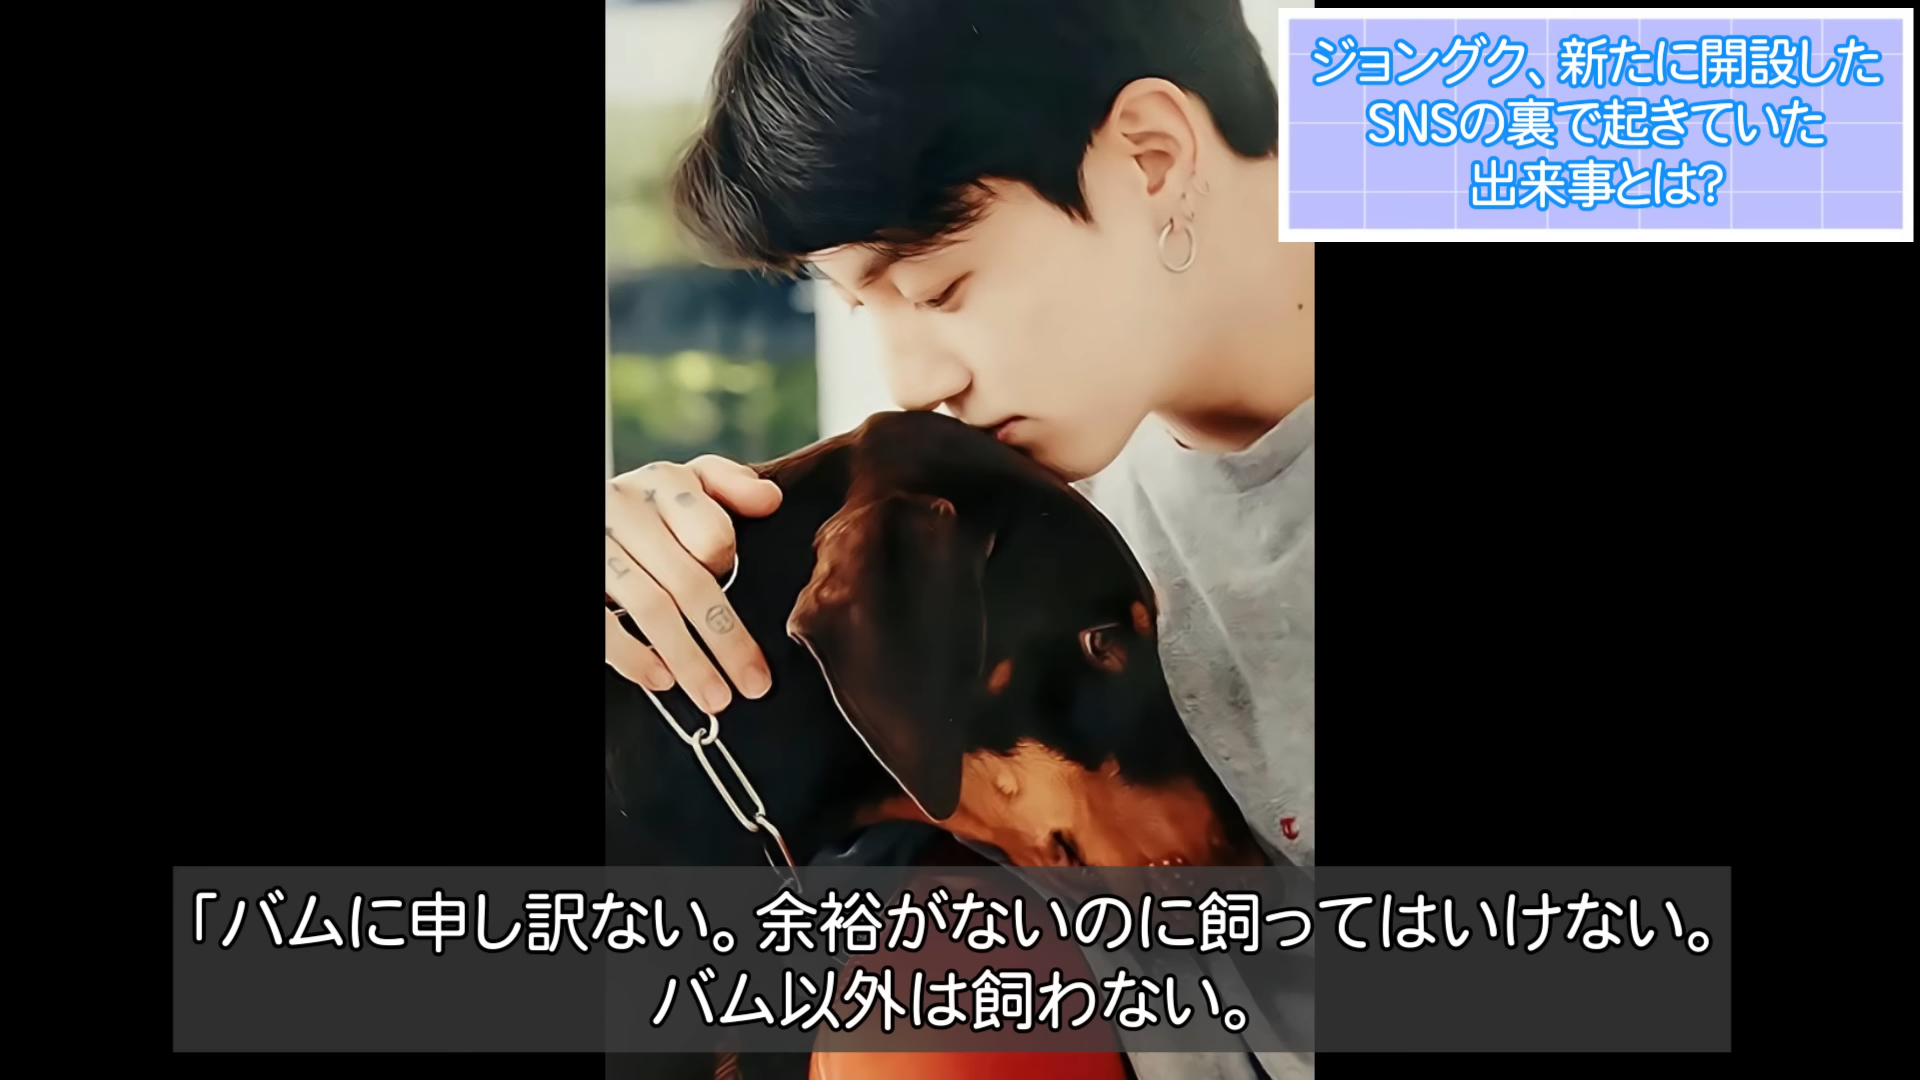 ジョングク、新たに開設した
SNSの裏で起きていた
出来事とは?
「バムに申し訳ない。余裕がないのに飼ってはいけない。
バム以外は飼わない。